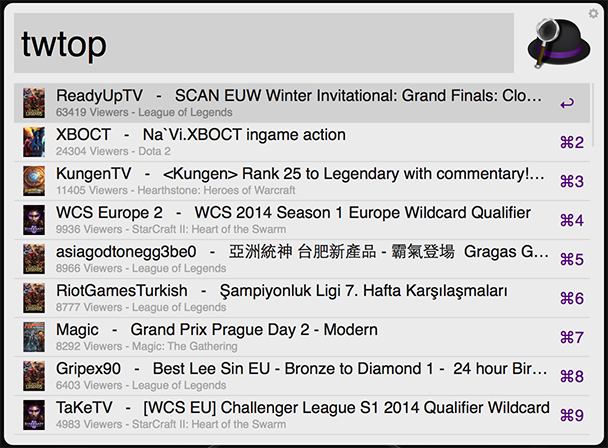 twtop
ReadyUpTV - SCAN EUW Winter Invitational: Grand Finals: Clo…
63419 Viewers - League of Legends
↩
XBOCT - Na`Vi.XBOCT ingame action
24304 Viewers - Dota 2
⌘2
KungenTV - <Kungen> Rank 25 to Legendary with commentary!…
11405 Viewers - Hearthstone: Heroes of Warcraft
⌘3
WCS Europe 2 - WCS 2014 Season 1 Europe Wildcard Qualifier
9936 Viewers - StarCraft II: Heart of the Swarm
⌘4
asiagodtonegg3be0 - 亞洲統神 台肥新產品 - 霸氣登場 Gragas G…
8966 Viewers - League of Legends
⌘5
RiotGamesTurkish - Şampiyonluk Ligi 7. Hafta Karşılaşmaları
8777 Viewers - League of Legends
⌘6
Magic - Grand Prix Prague Day 2 - Modern
8292 Viewers - Magic: The Gathering
⌘7
Gripex90 - Best Lee Sin EU - Bronze to Diamond 1 - 24 hour Bir…
6403 Viewers - League of Legends
⌘8
TaKeTV - [WCS EU] Challenger League S1 2014 Qualifier Wildcard
4983 Viewers - StarCraft II: Heart of the Swarm
⌘9